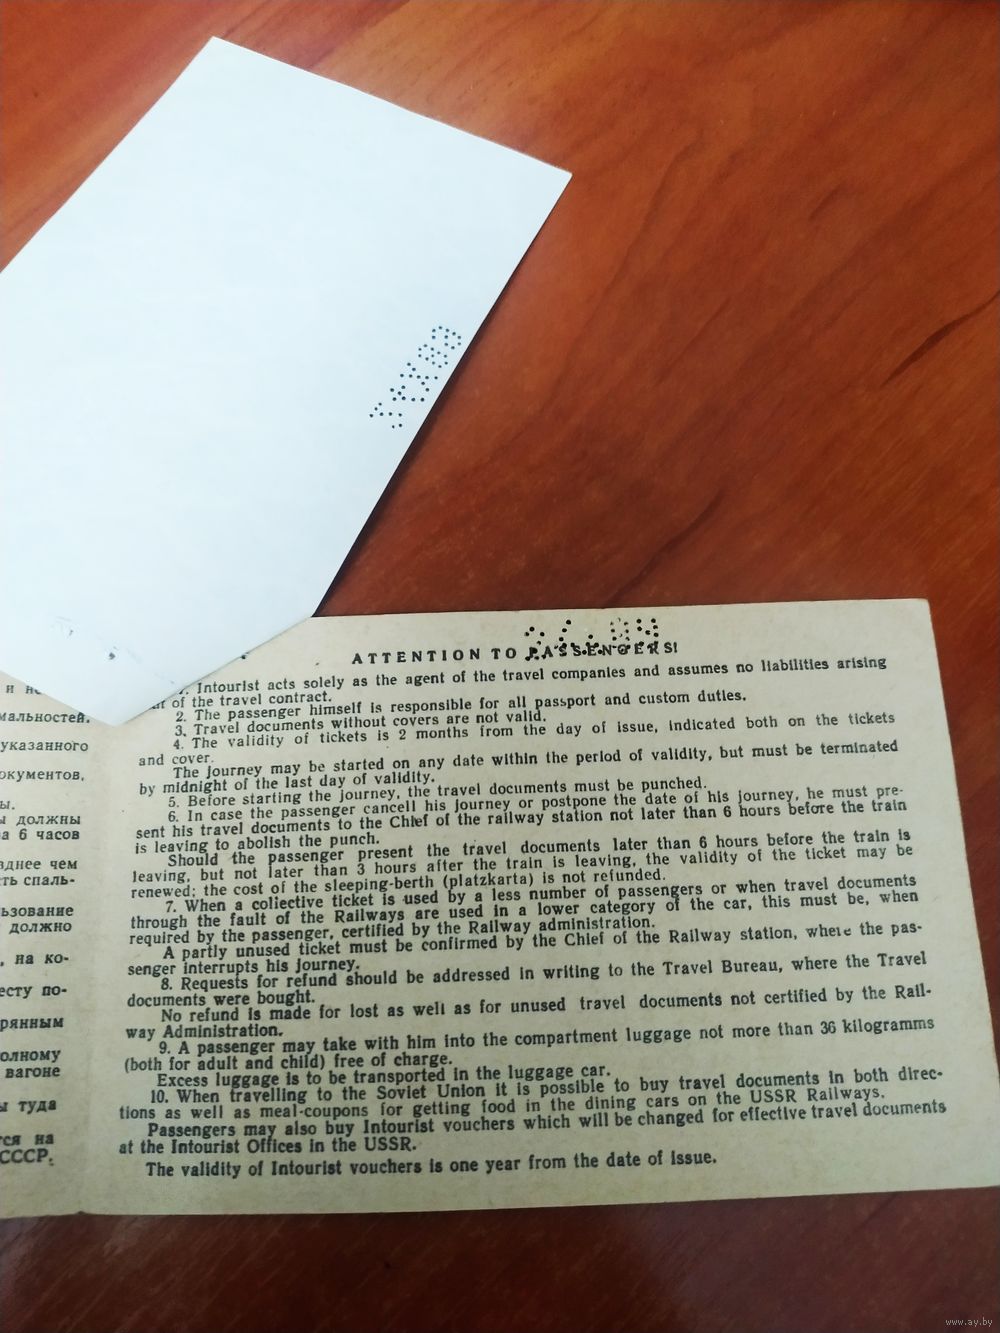 и
мальностей,
указанного
окументов,
ы.
ы должны
а 6 часов
зднее чем
ть спаль-
ьзование
должно
, на ко-
есту по-
рянным
олному
вагоне
ы туда
ся на
СССР.
ATTENTION TO PASSENGERS!
1. Intourist acts solely as the agent of the travel companies and assumes no liabilities arising
of the travel contract.
2. The passenger himself is responsible for all passport and custom duties.
3. Travel documents without covers are not valid.
4. The validity of tickets is 2 months from the day of issue, indicated both on the tickets
and cover.
The journey may be started on any date within the period of validity, but must be terminated
by midnight of the last day of validity.
5. Before starting the journey, the travel documents must be punched.
6. In case the passenger cancell his journey or postpone the date of his journey, he must pre-
sent his travel documents to the Chief of the railway station not later than 6 hours before the train
is leaving to abolish the punch.
Should the passenger present the travel documents later than 6 hours before the train is
leaving, but not later than 3 hours after the train is leaving, the validity of the ticket may be
renewed; the cost of the sleeping-berth (platzkarta) is not refunded.
7. When a collective ticket is used by a less number of passengers or when travel documents
through the fault of the Railways are used in a lower category of the car, this must be, when
required by the passenger, certified by the Railway administration.
A partly unused ticket must be confirmed by the Chief of the Railway station, where the pas-
senger interrupts his journey.
8. Requests for refund should be addressed in writing to the Travel Bureau, where the Travel
documents were bought.
No refund is made for lost as well as for unused travel documents not certified by the Rail-
way Administration.
9. A passenger may take with him into the compartment luggage not more than 36 kilogramms
(both for adult and child) free of charge.
Excess luggage is to be transported in the luggage car.
10. When travelling to the Soviet Union it is possible to buy travel documents in both direc-
tions as well as meal-coupons for getting food in the dining cars on the USSR Railways.
Passengers may also buy Intourist vouchers which will be changed for effective travel documents
at the Intourist Offices in the USSR.
The validity of Intourist vouchers is one year from the date of issue.
www.ay.by